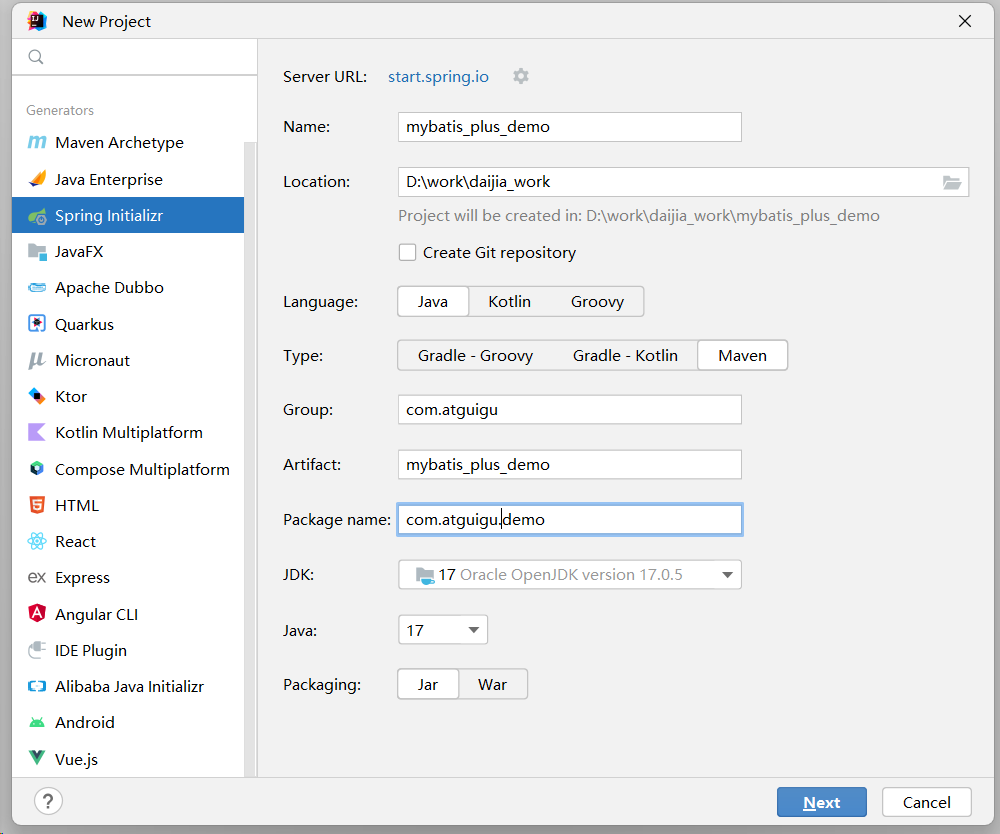 New Project
Generators
Maven Archetype
Java Enterprise
Spring Initializr
JavaFX
Apache Dubbo
Quarkus
Micronaut
Ktor
Kotlin Multiplatform
Compose Multiplatform
HTML
React
Express
Angular CLI
IDE Plugin
Alibaba Java Initializr
Android
Vue.js
Server URL: start.spring.io
Name: mybatis_plus_demo
Location: D:\work\daijia_work
Project will be created in: D:\work\daijia_work\mybatis_plus_demo
Create Git repository
Language: Java Kotlin Groovy
Type: Gradle - Groovy Gradle - Kotlin Maven
Group: com.atguigu
Artifact: mybatis_plus_demo
Package name: com.atguigu.demo
JDK: 17 Oracle OpenJDK version 17.0.5
Java: 17
Packaging: Jar War
? Next Cancel